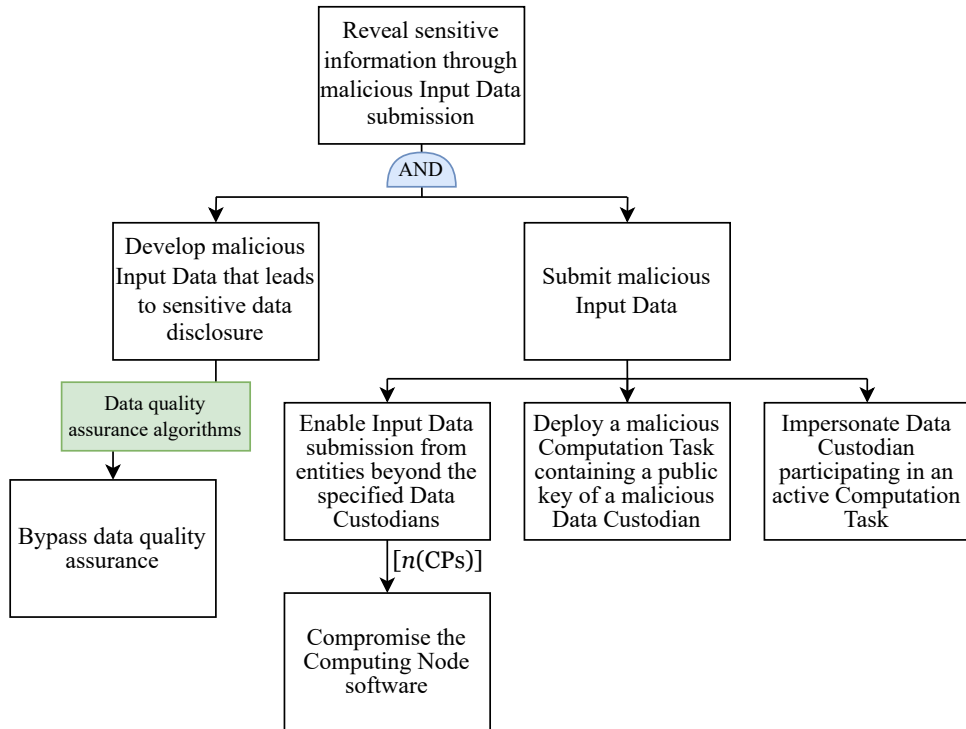 Reveal sensitive
information through
malicious Input Data
submission
AND
Develop malicious
Input Data that leads
to sensitive data
disclosure
Submit malicious
Input Data
Data quality
assurance algorithms
Bypass data quality
assurance
Enable Input Data
submission from
entities beyond the
specified Data
Custodians
Deploy a malicious
Computation Task
containing a public
key of a malicious
Data Custodian
Impersonate Data
Custodian
participating in an
active Computation
Task
[n(CPs)]
Compromise the
Computing Node
software